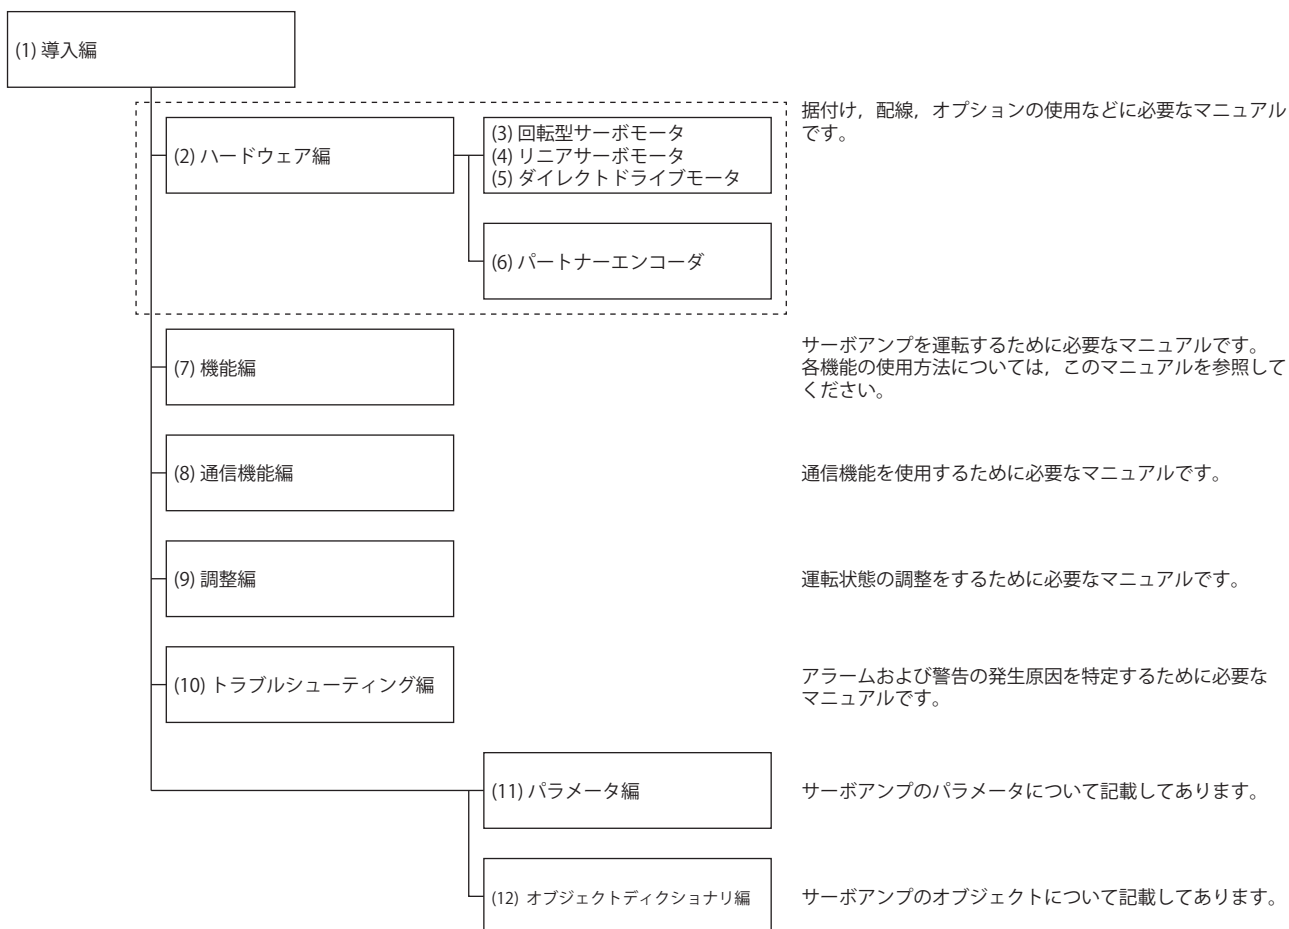 (1) 導入編
据付け，配線，オプションの使用などに必要なマニュアル
です。
(2) ハードウェア編
(3) 回転型サーボモータ
(4) リニアサーボモータ
(5) ダイレクトドライブモータ
(6) パートナーエンコーダ
(7) 機能編
サーボアンプを運転するために必要なマニュアルです。
各機能の使用方法については，このマニュアルを参照して
ください。
(8) 通信機能編
通信機能を使用するために必要なマニュアルです。
(9) 調整編
運転状態の調整をするために必要なマニュアルです。
(10) トラブルシューティング編
アラームおよび警告の発生原因を特定するために必要な
マニュアルです。
(11) パラメータ編
サーボアンプのパラメータについて記載してあります。
(12) オブジェクトディクショナリ編
サーボアンプのオブジェクトについて記載してあります。